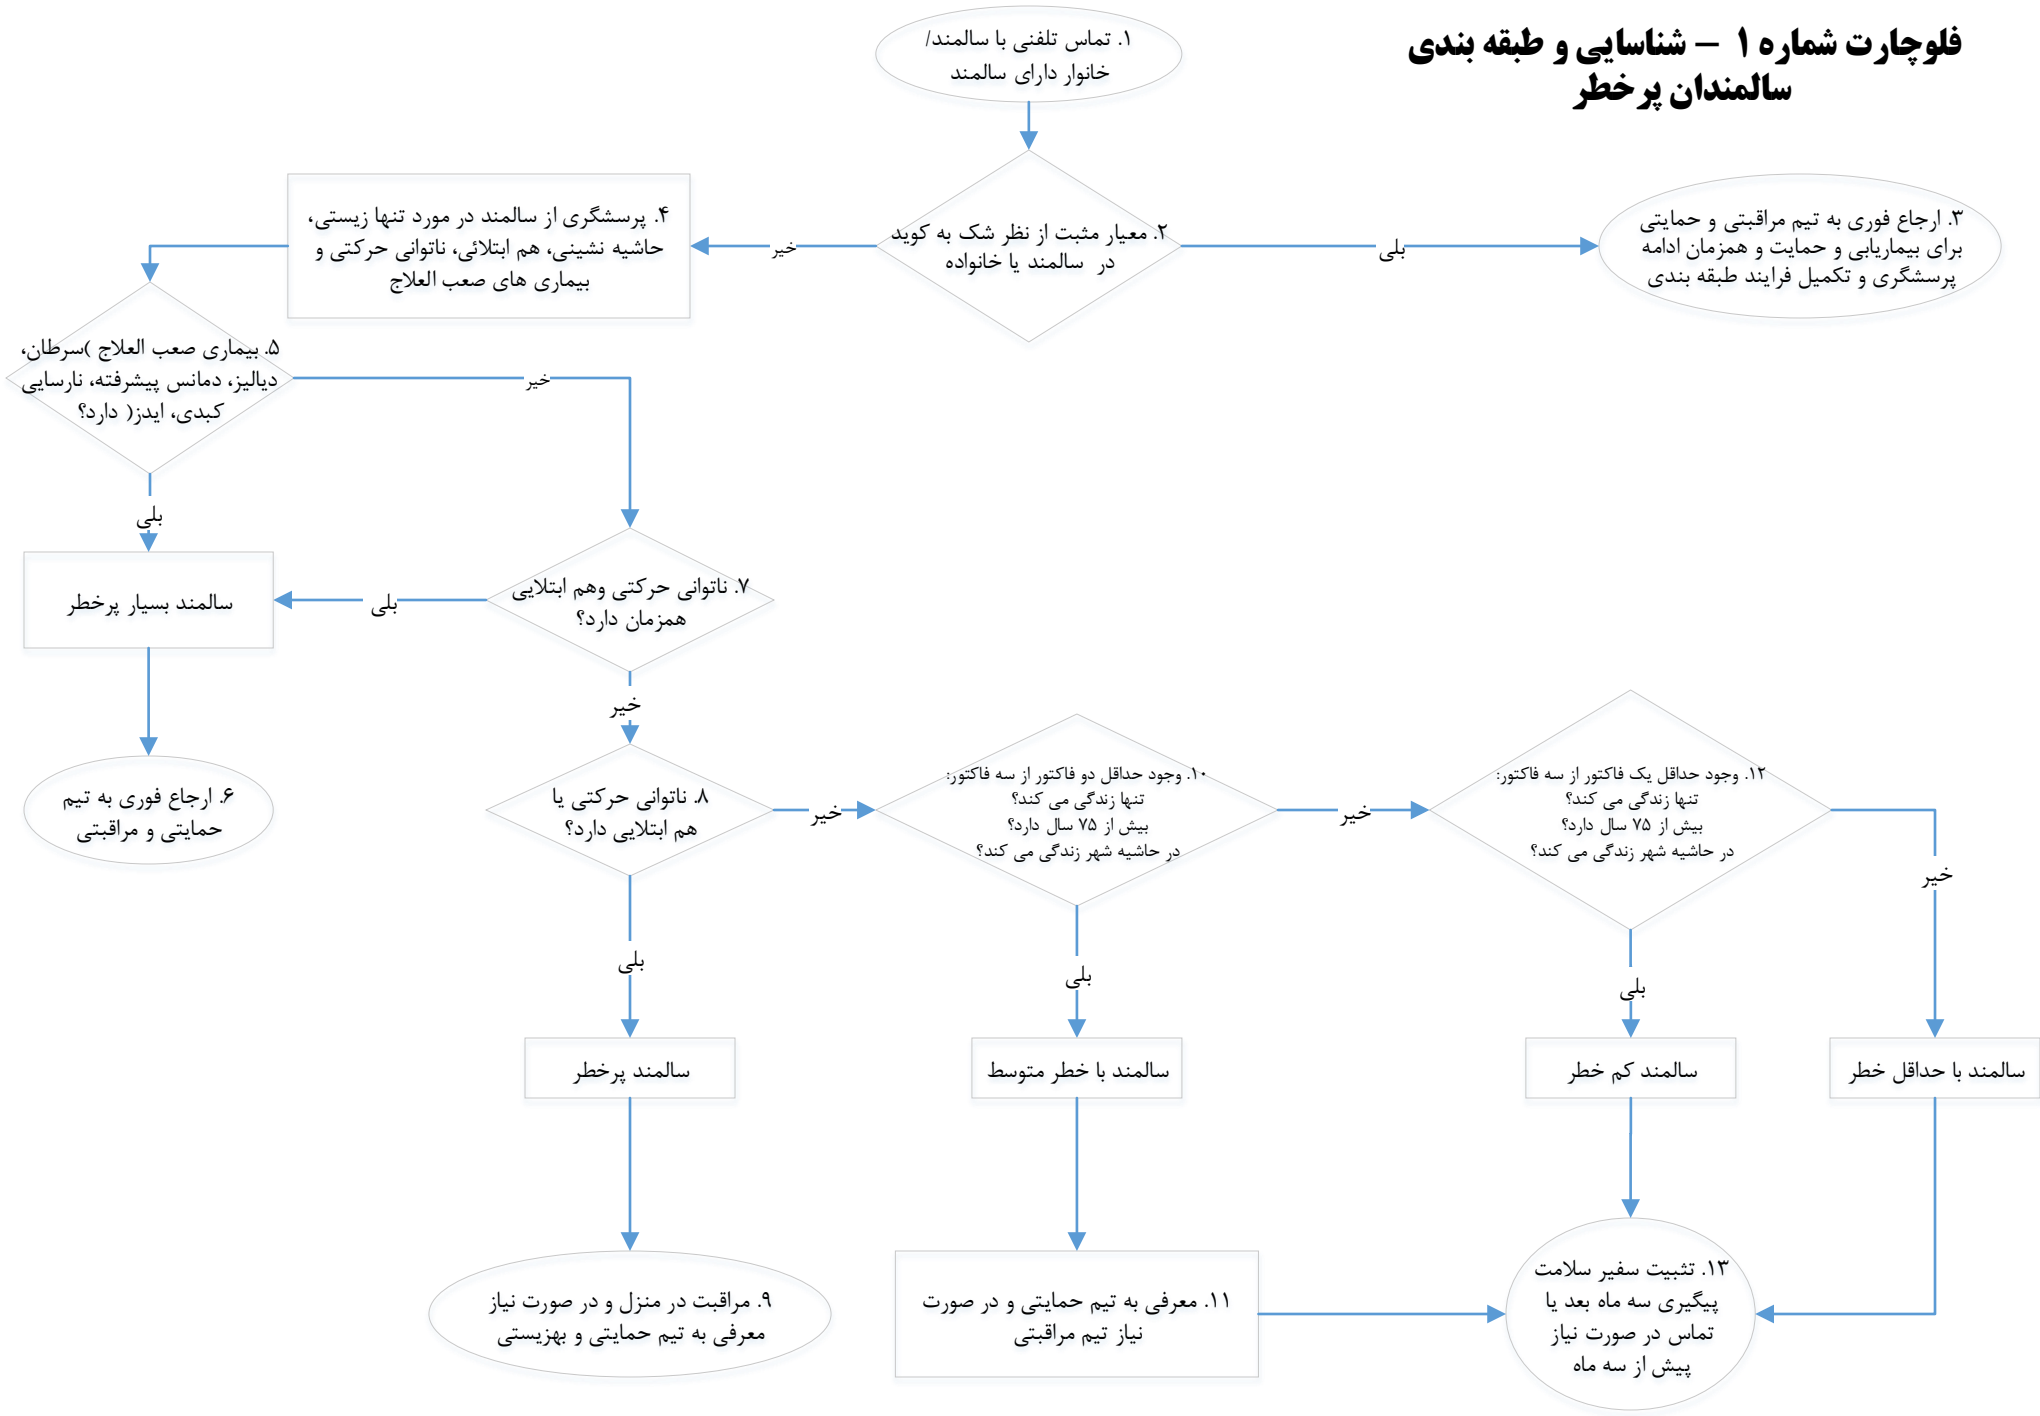 فلوچارت شماره ۱ – شناسایی و طبقه بندی
سالمندان پرخطر
۱. تماس تلفنی با سالمند/
خانوار دارای سالمند
۲. معیار مثبت از نظر شک به کوید
در سالمند یا خانواده
بلی
۳. ارجاع فوری به تیم مراقبتی و حمایتی
برای بیماریابی و حمایت و همزمان ادامه
پرسشگری و تکمیل فرایند طبقه بندی
خیر
۴. پرسشگری از سالمند در مورد تنها زیستی،
حاشیه نشینی، هم ابتلائی، ناتوانی حرکتی و
بیماری های صعب العلاج
۵. بیماری صعب العلاج )سرطان،
دیالیز، دمانس پیشرفته، نارسایی
کبدی، ایدز( دارد؟
خیر
بلی
سالمند بسیار پرخطر
۶. ارجاع فوری به تیم
حمایتی و مراقبتی
۷. ناتوانی حرکتی وهم ابتلایی
همزمان دارد؟
بلی
خیر
۸. ناتوانی حرکتی یا
هم ابتلایی دارد؟
خیر
بلی
سالمند پرخطر
۹. مراقبت در منزل و در صورت نیاز
معرفی به تیم حمایتی و بهزیستی
۱۰. وجود حداقل دو فاکتور از سه فاکتور:
تنها زندگی می کند؟
بیش از ۷۵ سال دارد؟
در حاشیه شهر زندگی می کند؟
خیر
بلی
سالمند با خطر متوسط
۱۱. معرفی به تیم حمایتی و در صورت
نیاز تیم مراقبتی
۱۲. وجود حداقل یک فاکتور از سه فاکتور:
تنها زندگی می کند؟
بیش از ۷۵ سال دارد؟
در حاشیه شهر زندگی می کند؟
خیر
بلی
سالمند کم خطر
سالمند با حداقل خطر
۱۳. تثبیت سفیر سلامت
پیگیری سه ماه بعد یا
تماس در صورت نیاز
پیش از سه ماه